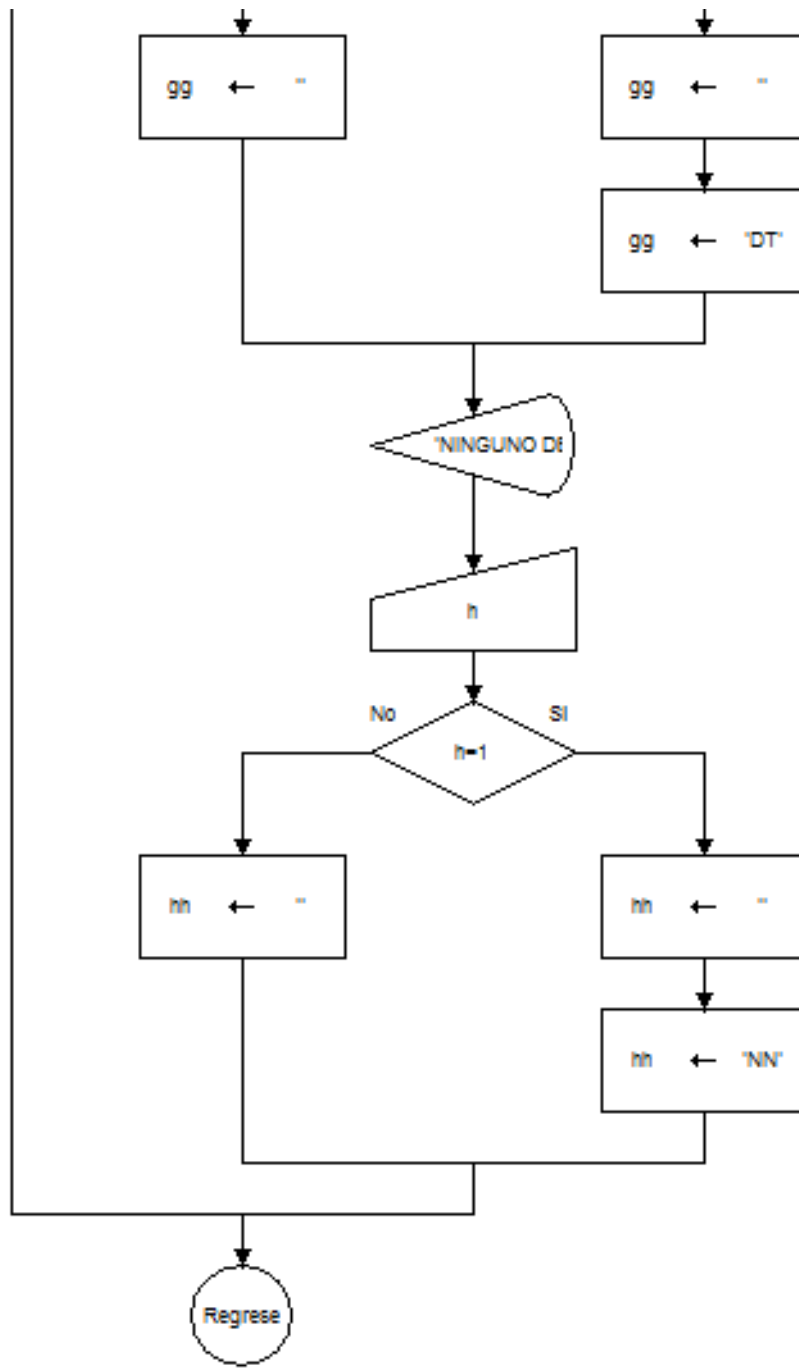 gg ← ""
gg ← ""
gg ← "DT"
"NINGUNO DE
h
No
SI
h=1
hh ← ""
hh ← ""
hh ← "NN"
Regrese